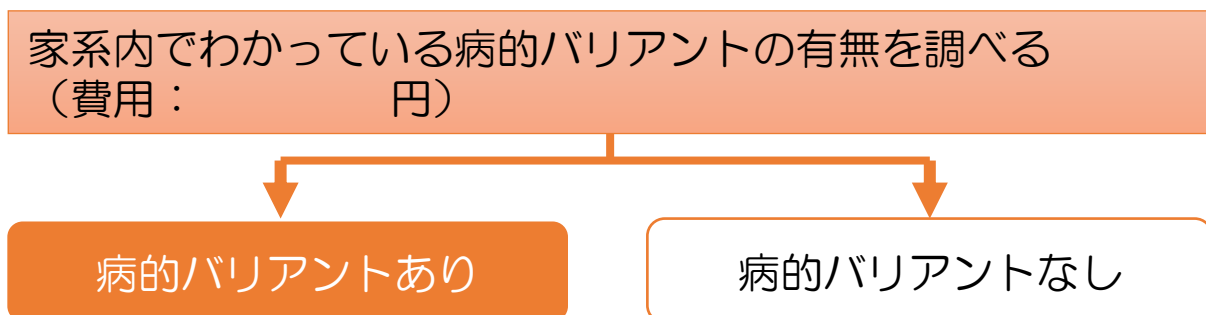 家系内でわかっている病的バリアントの有無を調べる
（費用：　　　　　円）
病的バリアントあり
病的バリアントなし